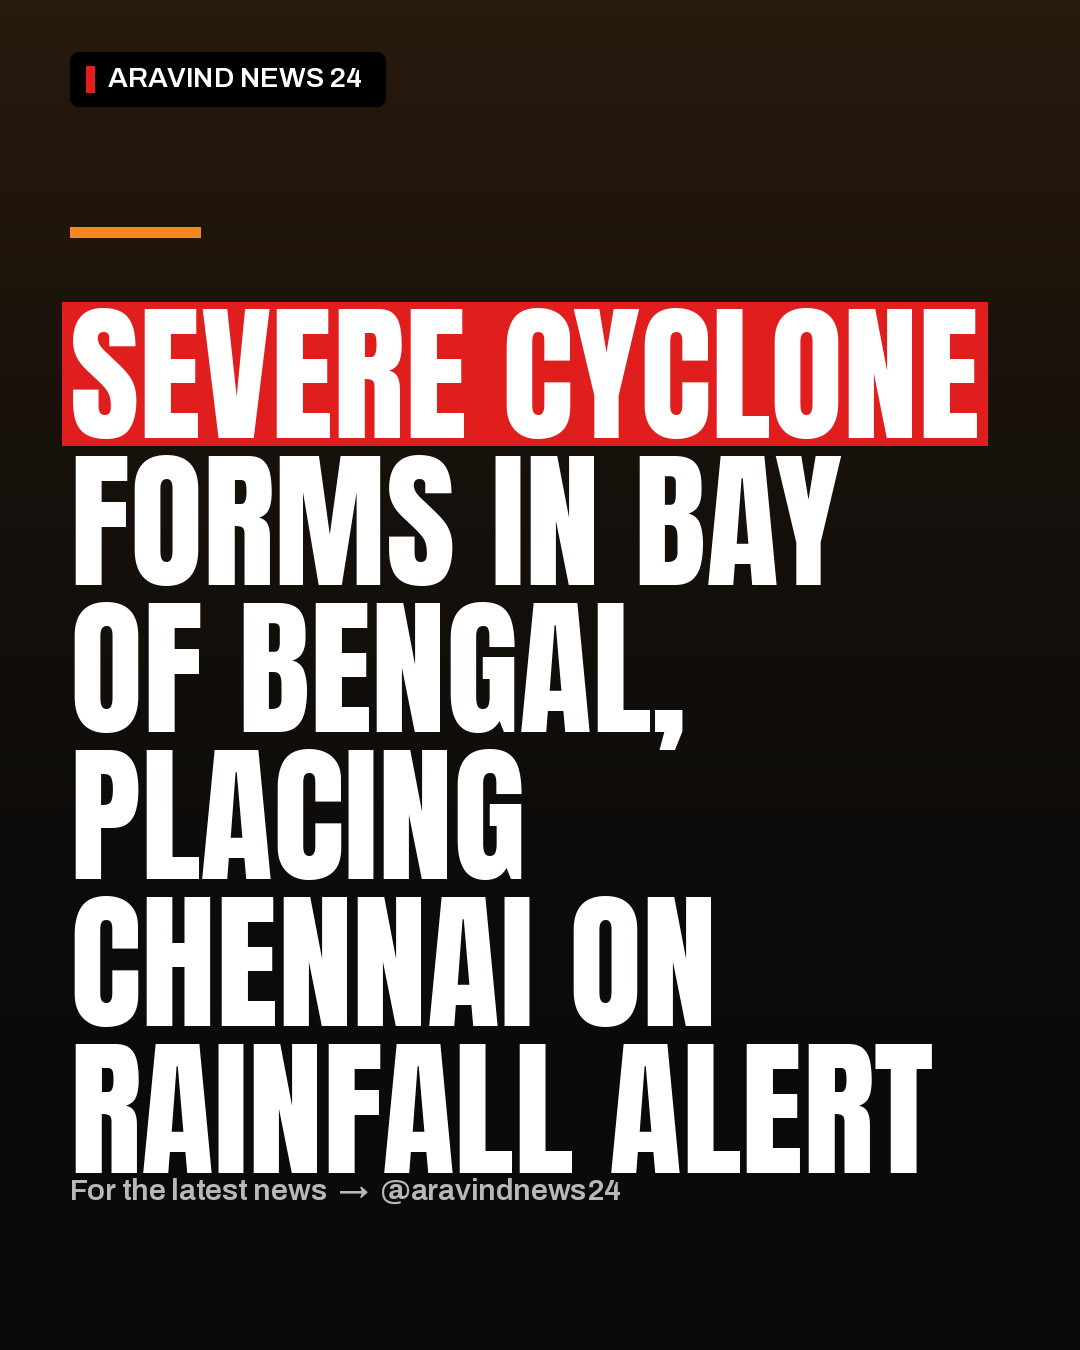 ARAVIND NEWS 24
SEVERE CYCLONE
FORMS IN BAY
OF BENGAL,
PLACING
CHENNAI ON
RAINFALL ALERT
For the latest news → @aravindnews24